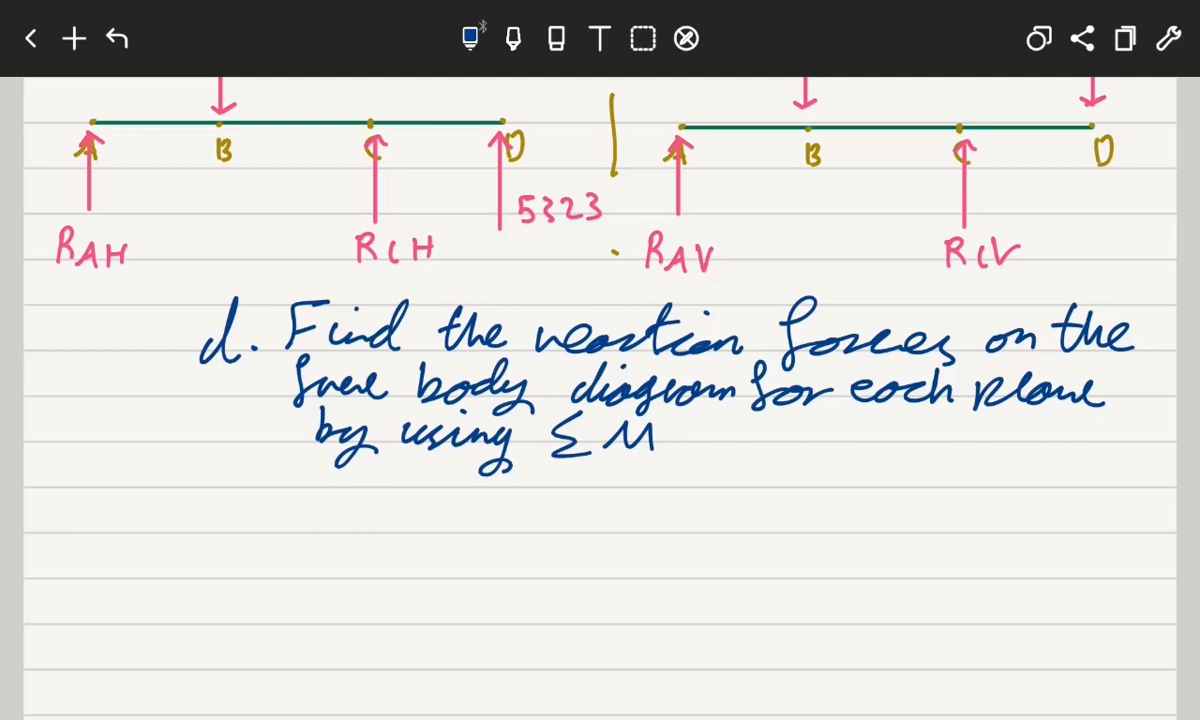 A B C D A B C D
5323
RAH RCH RAV RCV
d. Find the reaction forces on the
free body diagram for each plane
by using Σ M